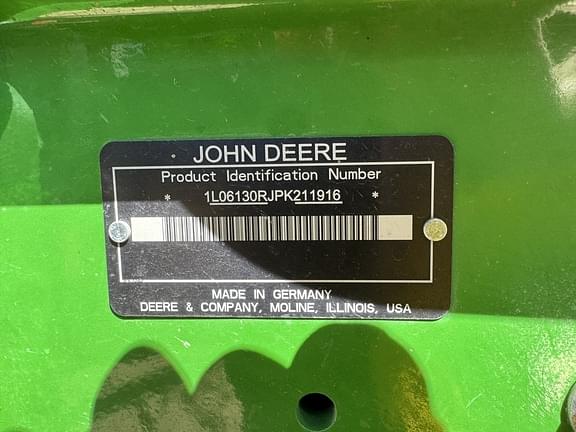 JOHN DEERE
Product Identification Number
* 1L06130RJPK211916 *
MADE IN GERMANY
DEERE & COMPANY, MOLINE, ILLINOIS, USA